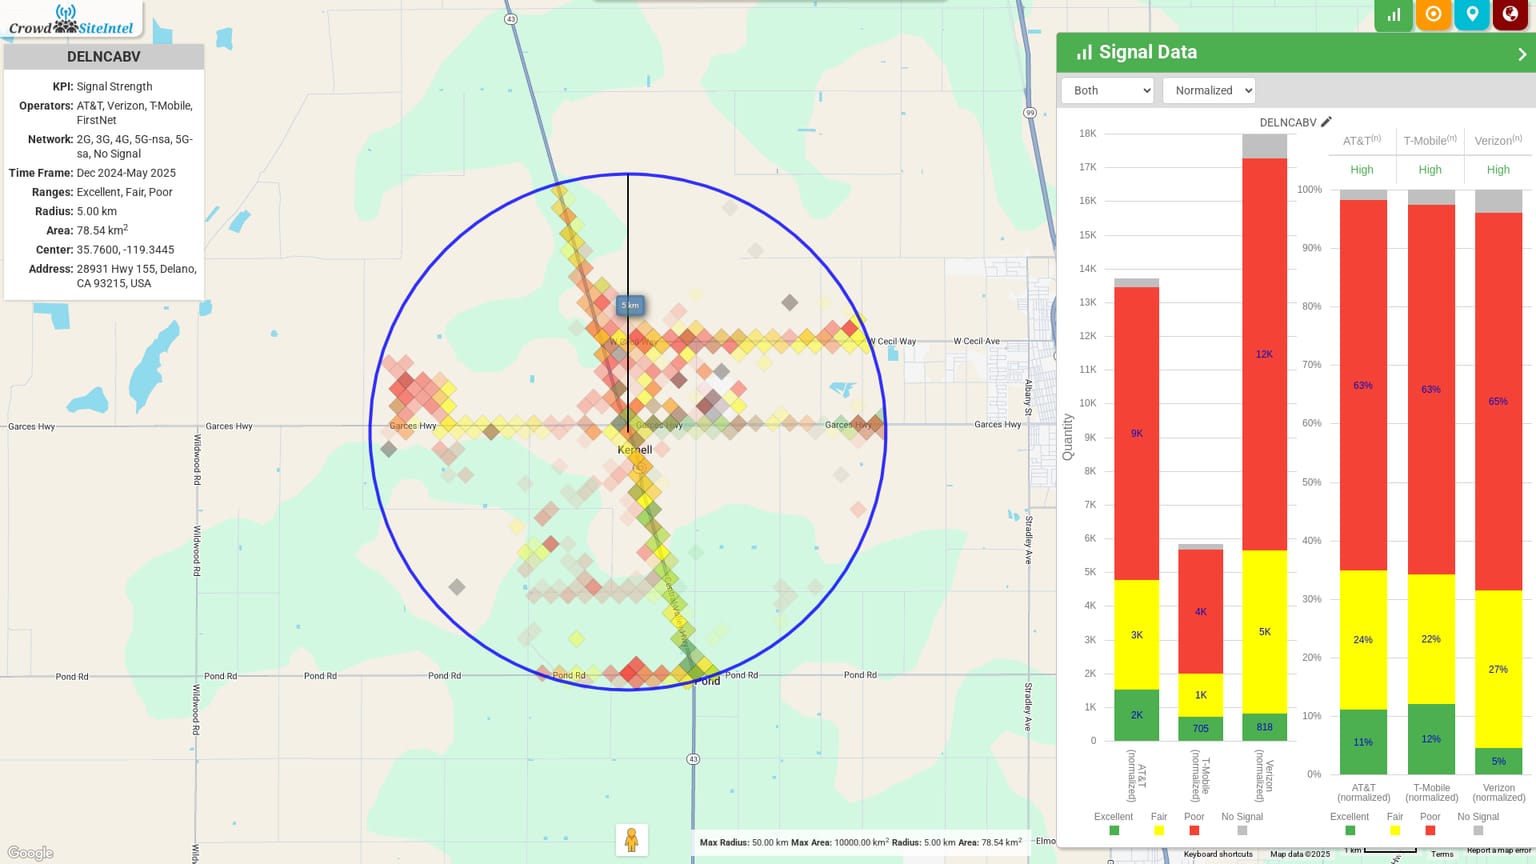 Crowd SiteIntel
DELNCABV
KPI: Signal Strength
Operators: AT&T, Verizon, T-Mobile,
FirstNet
Network: 2G, 3G, 4G, 5G-nsa, 5G-
sa, No Signal
Time Frame: Dec 2024-May 2025
Ranges: Excellent, Fair, Poor
Radius: 5.00 km
Area: 78.54 km2
Center: 35.7600, -119.3445
Address: 28931 Hwy 155, Delano,
CA 93215, USA
43
99
5 km
W Cecil Way
W Cecil Way
W Cecil Ave
Albany St
Garces Hwy
Garces Hwy
Garces Hwy
Garces Hwy
Garces Hwy
Garces Hwy
Kernell
Wildwood Rd
Wildwood Rd
Wildwood Rd
Stradley Ave
Stradley Ave
Central Valley Hwy
Pond Rd
Pond Rd
Pond Rd
Pond Rd
Pond Rd
Pond
Pond Rd
Pond Rd
43
Google
Max Radius: 50.00 km Max Area: 10000.00 km2 Radius: 5.00 km Area: 78.54 km2
Elmo
Keyboard shortcuts
Map data ©2025
1 km
Terms
Report a map error
Signal Data
Both
Normalized
DELNCABV
Quantity
18K
17K
16K
15K
14K
13K
12K
11K
10K
9K
8K
7K
6K
5K
4K
3K
2K
1K
0
9K
3K
2K
4K
1K
705
12K
5K
818
AT&T (normalized)
T-Mobile (normalized)
Verizon (normalized)
Excellent
Fair
Poor
No Signal
AT&T(n)
T-Mobile(n)
Verizon(n)
High
High
High
100%
90%
80%
70%
60%
50%
40%
30%
20%
10%
0%
63%
24%
11%
63%
22%
12%
65%
27%
5%
AT&T (normalized)
T-Mobile (normalized)
Verizon (normalized)
Excellent
Fair
Poor
No Signal